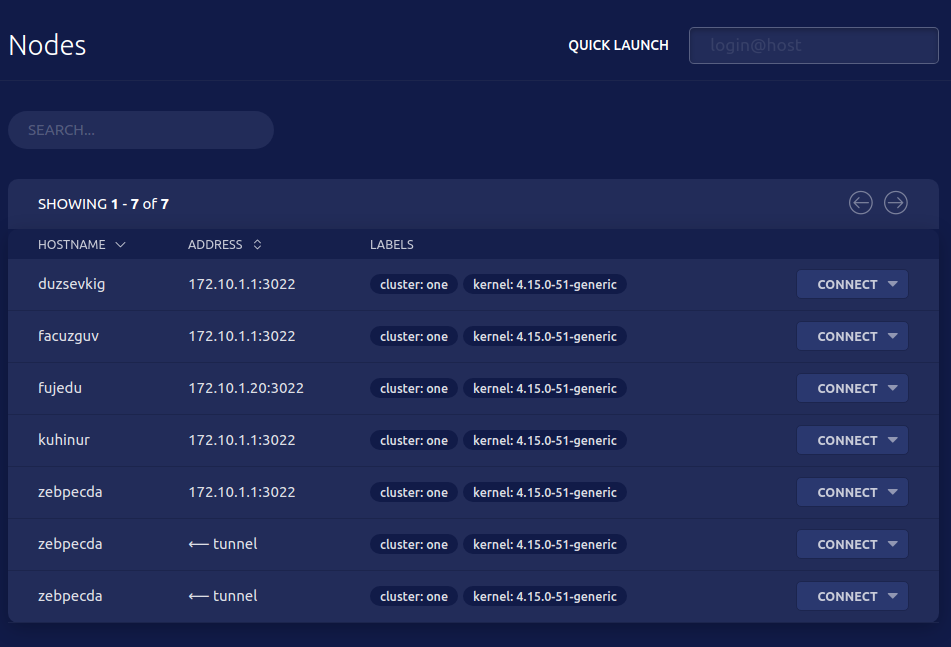 Nodes QUICK LAUNCH login@host
SEARCH...
SHOWING 1 - 7 of 7
HOSTNAME ADDRESS LABELS
duzsevkig 172.10.1.1:3022 cluster: one kernel: 4.15.0-51-generic CONNECT
facuzguv 172.10.1.1:3022 cluster: one kernel: 4.15.0-51-generic CONNECT
fujedu 172.10.1.20:3022 cluster: one kernel: 4.15.0-51-generic CONNECT
kuhinur 172.10.1.1:3022 cluster: one kernel: 4.15.0-51-generic CONNECT
zebpecda 172.10.1.1:3022 cluster: one kernel: 4.15.0-51-generic CONNECT
zebpecda ⟵ tunnel cluster: one kernel: 4.15.0-51-generic CONNECT
zebpecda ⟵ tunnel cluster: one kernel: 4.15.0-51-generic CONNECT